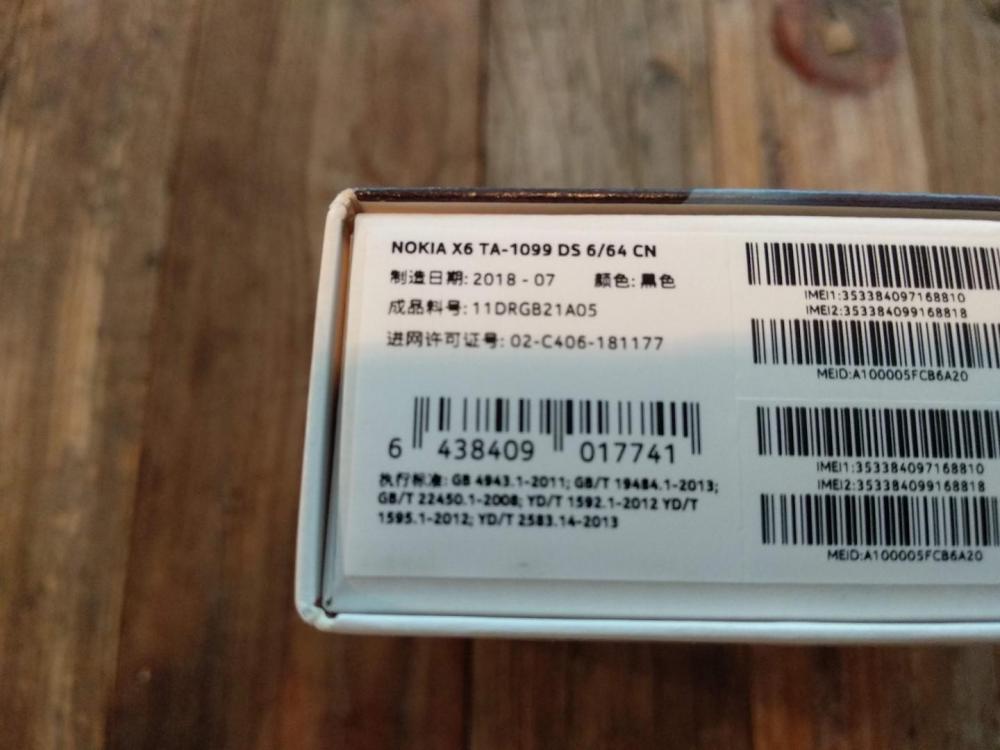 NOKIA X6 TA-1099 DS 6/64 CN
制造日期: 2018 - 07 颜色: 黑色
成品料号: 11DRGB21A05
进网许可证号: 02-C406-181177
6 438409 017741
执行标准: GB 4943.1-2011; GB/T 19484.1-2013;
GB/T 22450.1-2008; YD/T 1592.1-2012 YD/T
1595.1-2012; YD/T 2583.14-2013
IMEI1:353384097168810
IMEI2:353384099168818
MEID:A100005FCB6A20
IMEI1:353384097168810
IMEI2:353384099168818
MEID:A100005FCB6A20